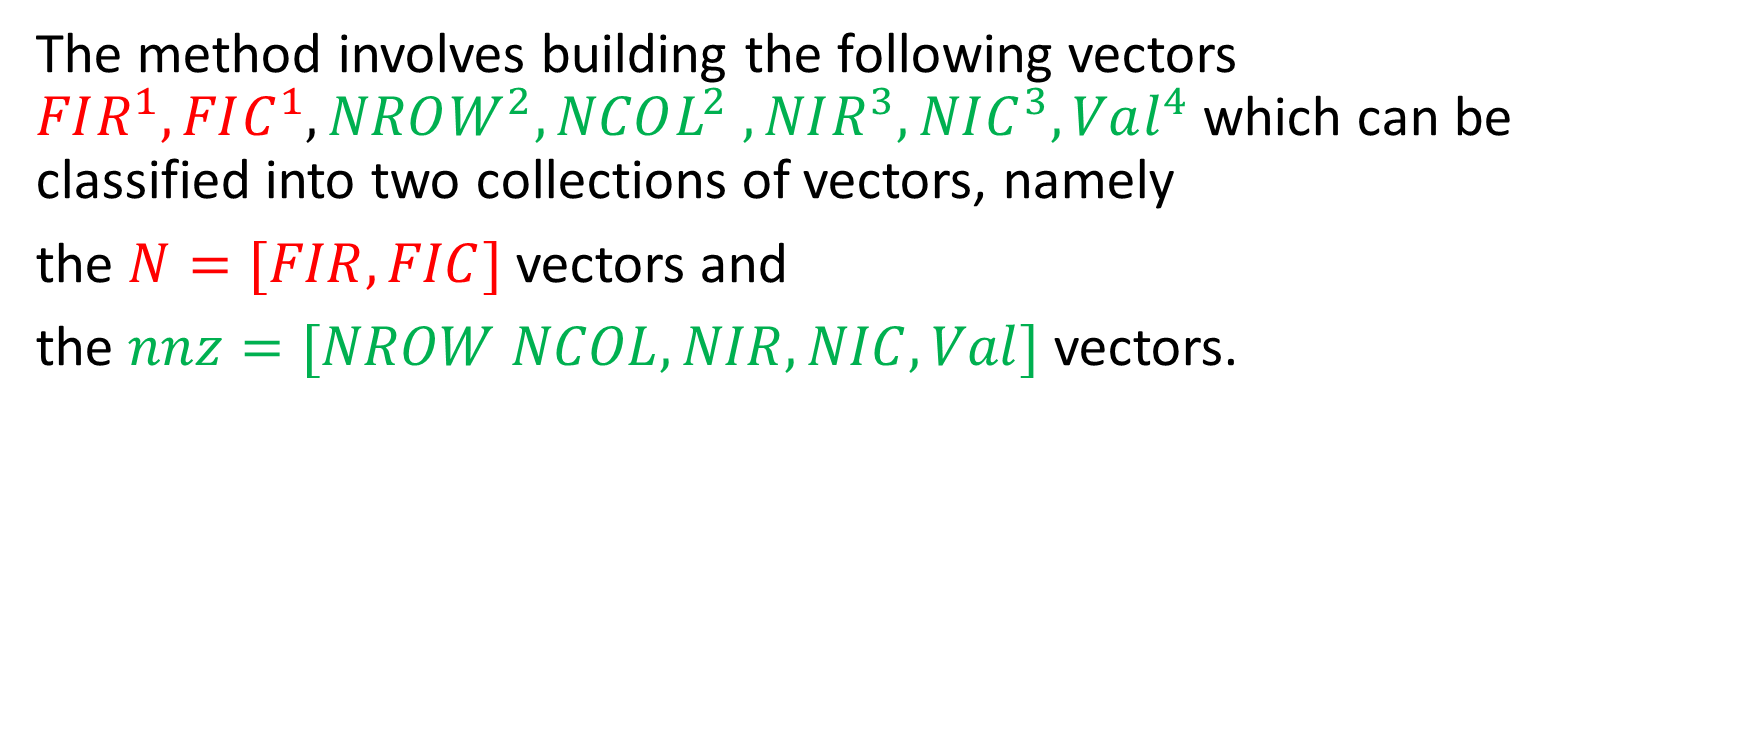 The method involves building the following vectors
FIR¹, FIC¹, NROW², NCOL² , NIR³, NIC³, Val⁴ which can be
classified into two collections of vectors, namely
the N = [FIR, FIC] vectors and
the nnz = [NROW NCOL, NIR, NIC, Val] vectors.